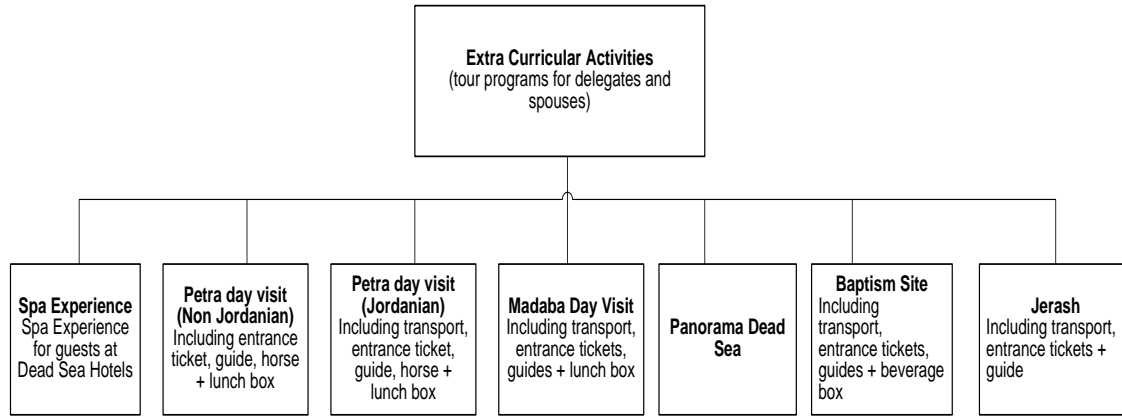 Extra Curricular Activities
(tour programs for delegates and
spouses)
Spa Experience
Spa Experience
for guests at
Dead Sea Hotels
Petra day visit
(Non Jordanian)
Including entrance
ticket, guide, horse
+ lunch box
Petra day visit
(Jordanian)
Including transport,
entrance ticket,
guide, horse +
lunch box
Madaba Day Visit
Including transport,
entrance tickets,
guides + lunch box
Panorama Dead
Sea
Baptism Site
Including
transport,
entrance tickets,
guides + beverage
box
Jerash
Including transport,
entrance tickets +
guide